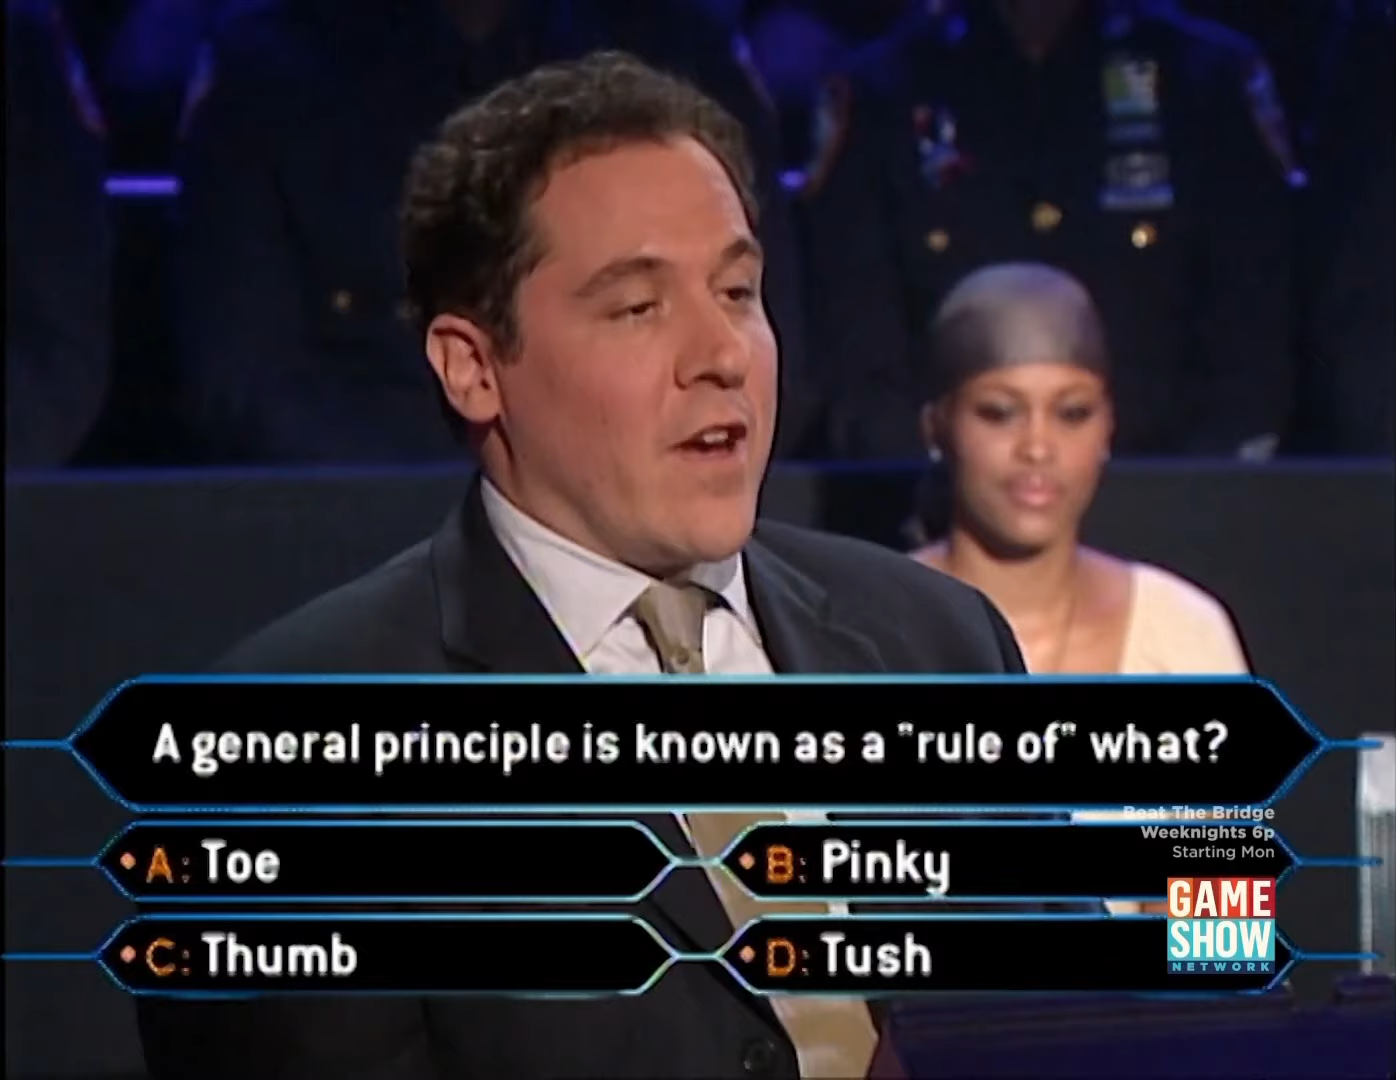 A general principle is known as a "rule of" what?
A: Toe
B: Pinky
C: Thumb
D: Tush
Beat The Bridge
Weeknights 6p
Starting Mon
GAME
SHOW
NETWORK